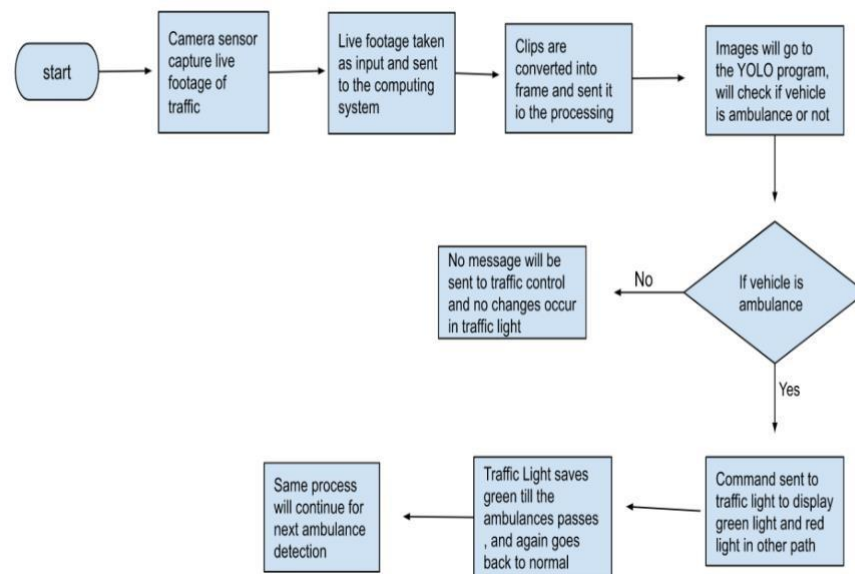 start
Camera sensor
capture live
footage of
traffic
Live footage taken
as input and sent
to the computing
system
Clips are
converted into
frame and sent it
io the processing
Images will go to
the YOLO program,
will check if vehicle
is ambulance or not
If vehicle is
ambulance
No
No message will be
sent to traffic control
and no changes occur
in traffic light
Yes
Command sent to
traffic light to display
green light and red
light in other path
Traffic Light saves
green till the
ambulances passes
, and again goes
back to normal
Same process
will continue for
next ambulance
detection